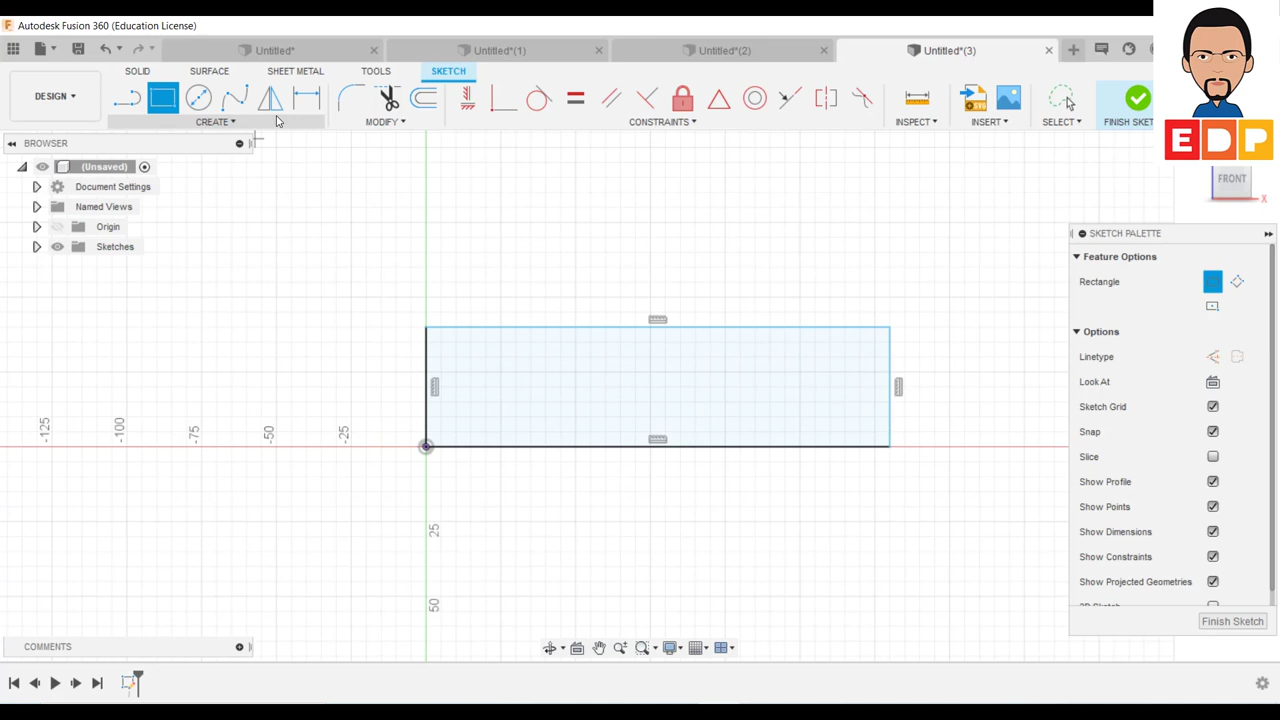 Autodesk Fusion 360 (Education License)
Untitled*
Untitled*(1)
Untitled*(2)
Untitled*(3)
SOLID
SURFACE
SHEET METAL
TOOLS
SKETCH
DESIGN
CREATE
MODIFY
CONSTRAINTS
INSPECT
INSERT
SELECT
FINISH SKET
EDP
BROWSER
(Unsaved)
Document Settings
Named Views
Origin
Sketches
FRONT
X
SKETCH PALETTE
Feature Options
Rectangle
Options
Linetype
Look At
Sketch Grid
Snap
Slice
Show Profile
Show Points
Show Dimensions
Show Constraints
Show Projected Geometries
Finish Sketch
-125
-100
-75
-50
-25
25
50
COMMENTS